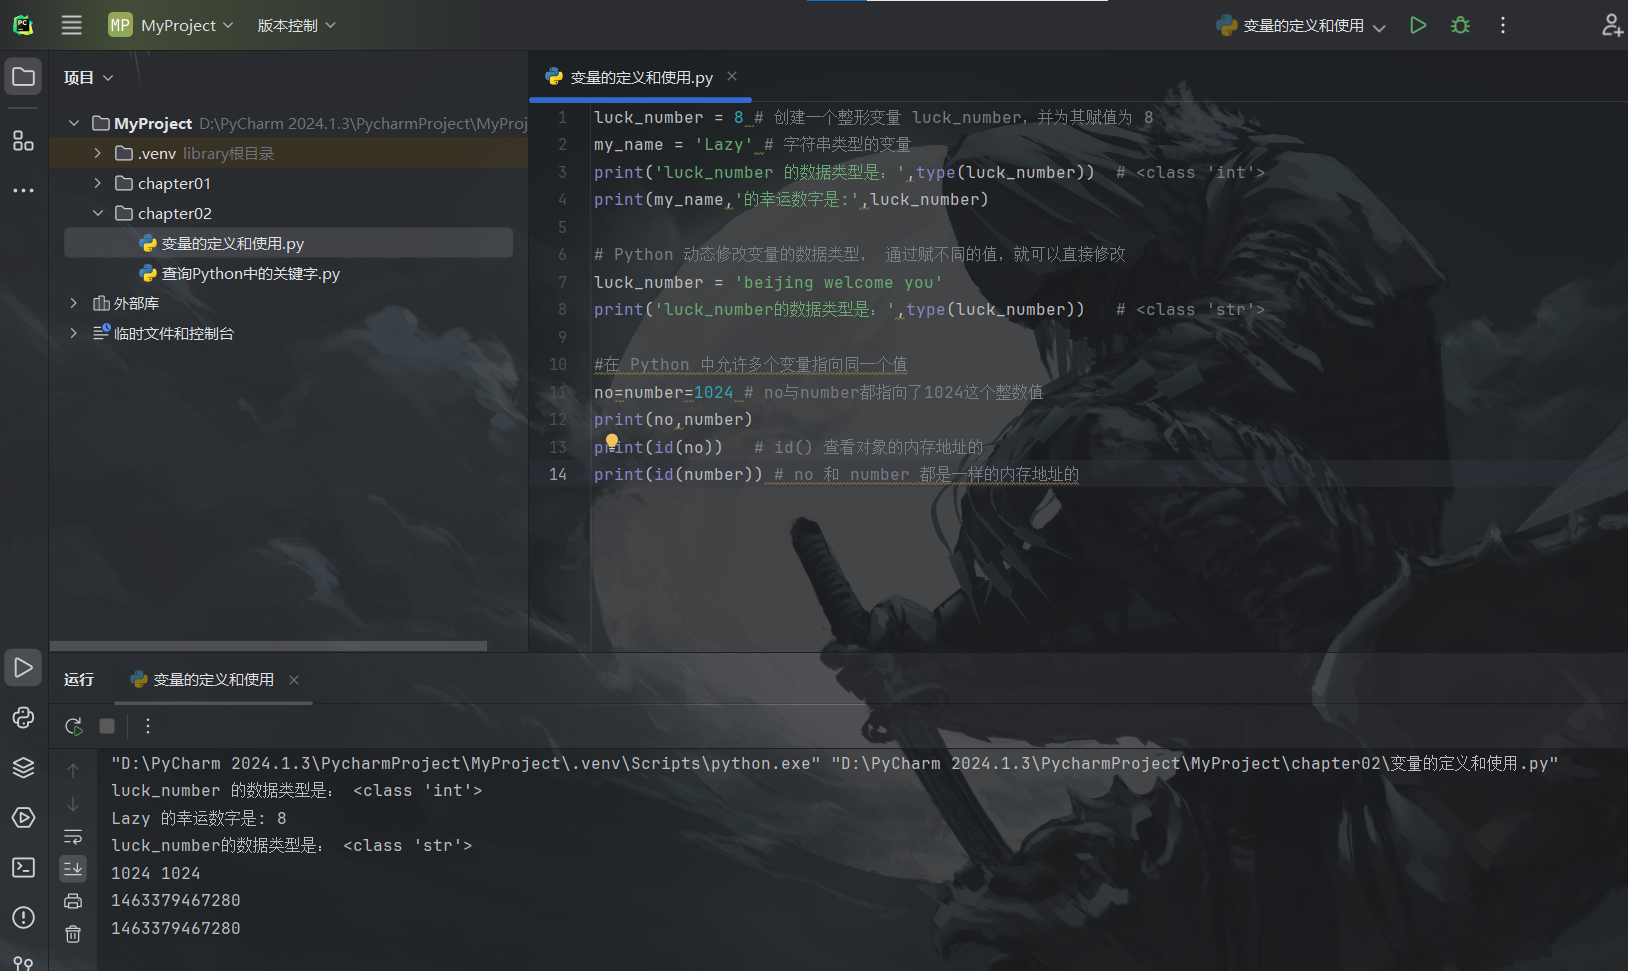 MP MyProject 版本控制 变量的定义和使用
项目
MyProject D:\PyCharm 2024.1.3\PycharmProject\MyProj
.venv library根目录
chapter01
chapter02
变量的定义和使用.py
查询Python中的关键字.py
外部库
临时文件和控制台
变量的定义和使用.py
1 luck_number = 8 # 创建一个整形变量 luck_number，并为其赋值为 8
2 my_name = 'Lazy' # 字符串类型的变量
3 print('luck_number 的数据类型是：',type(luck_number)) # <class 'int'>
4 print(my_name,'的幸运数字是:',luck_number)
5
6 # Python 动态修改变量的数据类型， 通过赋不同的值，就可以直接修改
7 luck_number = 'beijing welcome you'
8 print('luck_number的数据类型是：',type(luck_number)) # <class 'str'>
9
10 #在 Python 中允许多个变量指向同一个值
11 no=number=1024 # no与number都指向了1024这个整数值
12 print(no,number)
13 print(id(no)) # id() 查看对象的内存地址的
14 print(id(number)) # no 和 number 都是一样的内存地址的
运行 变量的定义和使用
"D:\PyCharm 2024.1.3\PycharmProject\MyProject\.venv\Scripts\python.exe" "D:\PyCharm 2024.1.3\PycharmProject\MyProject\chapter02\变量的定义和使用.py"
luck_number 的数据类型是： <class 'int'>
Lazy 的幸运数字是: 8
luck_number的数据类型是： <class 'str'>
1024 1024
1463379467280
1463379467280